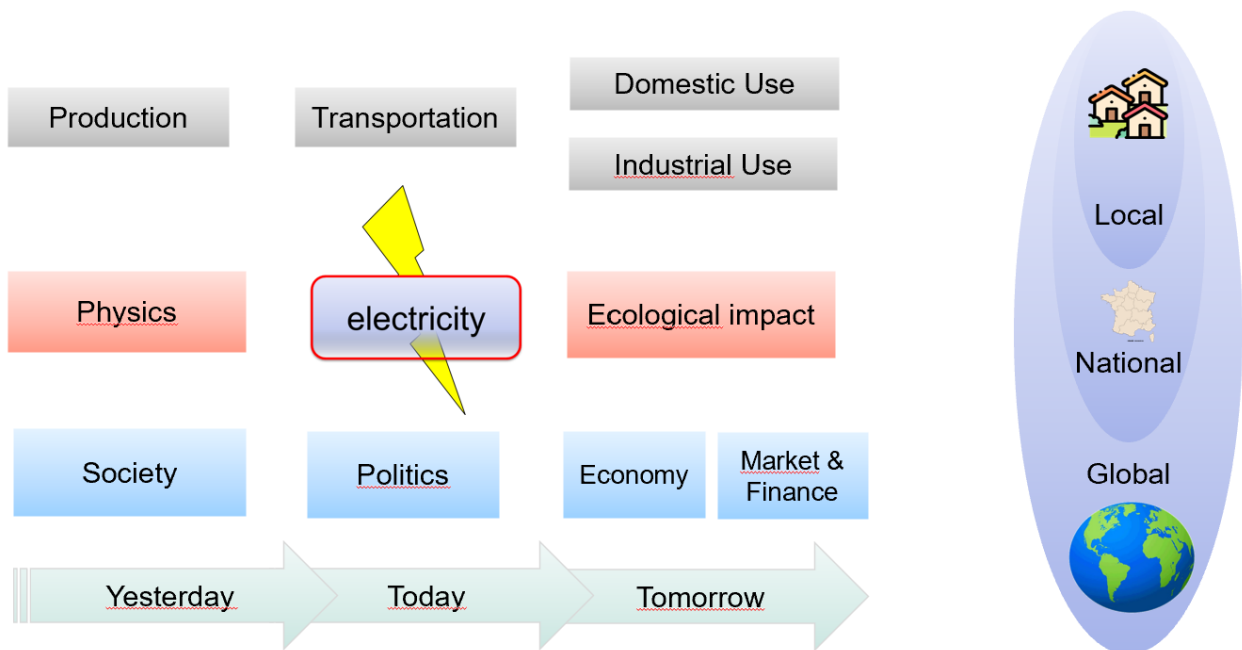 Production
Transportation
Domestic Use
Industrial Use
Physics
electricity
Ecological impact
Society
Politics
Economy
Market &
Finance
Yesterday
Today
Tomorrow
Local
National
Global